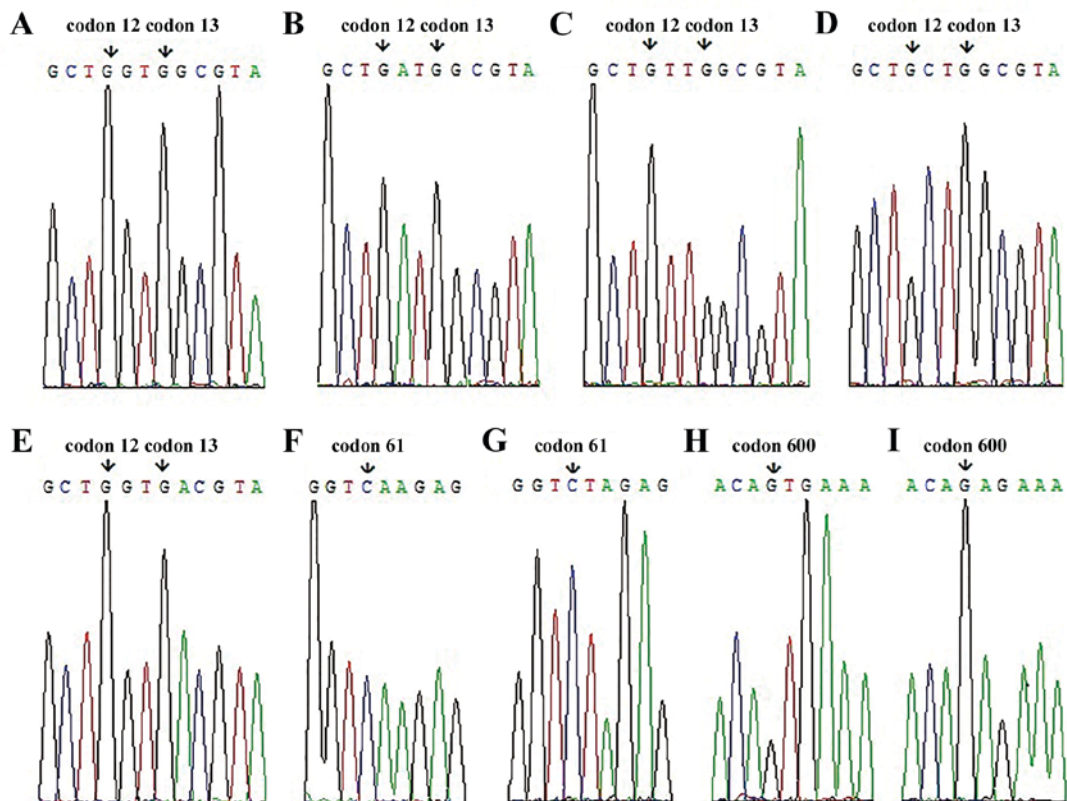 A codon 12 codon 13
GCTGGTGGCGTA
B codon 12 codon 13
GCTGATGGCGTA
C codon 12 codon 13
GCTGTTGGCGTA
D codon 12 codon 13
GCTGCTGGCGTA
E codon 12 codon 13
GCTGGTGACGTA
F codon 61
GGTCAAGAG
G codon 61
GGTCTAGAG
H codon 600
ACAGTGAAA
I codon 600
ACAGAGAAA